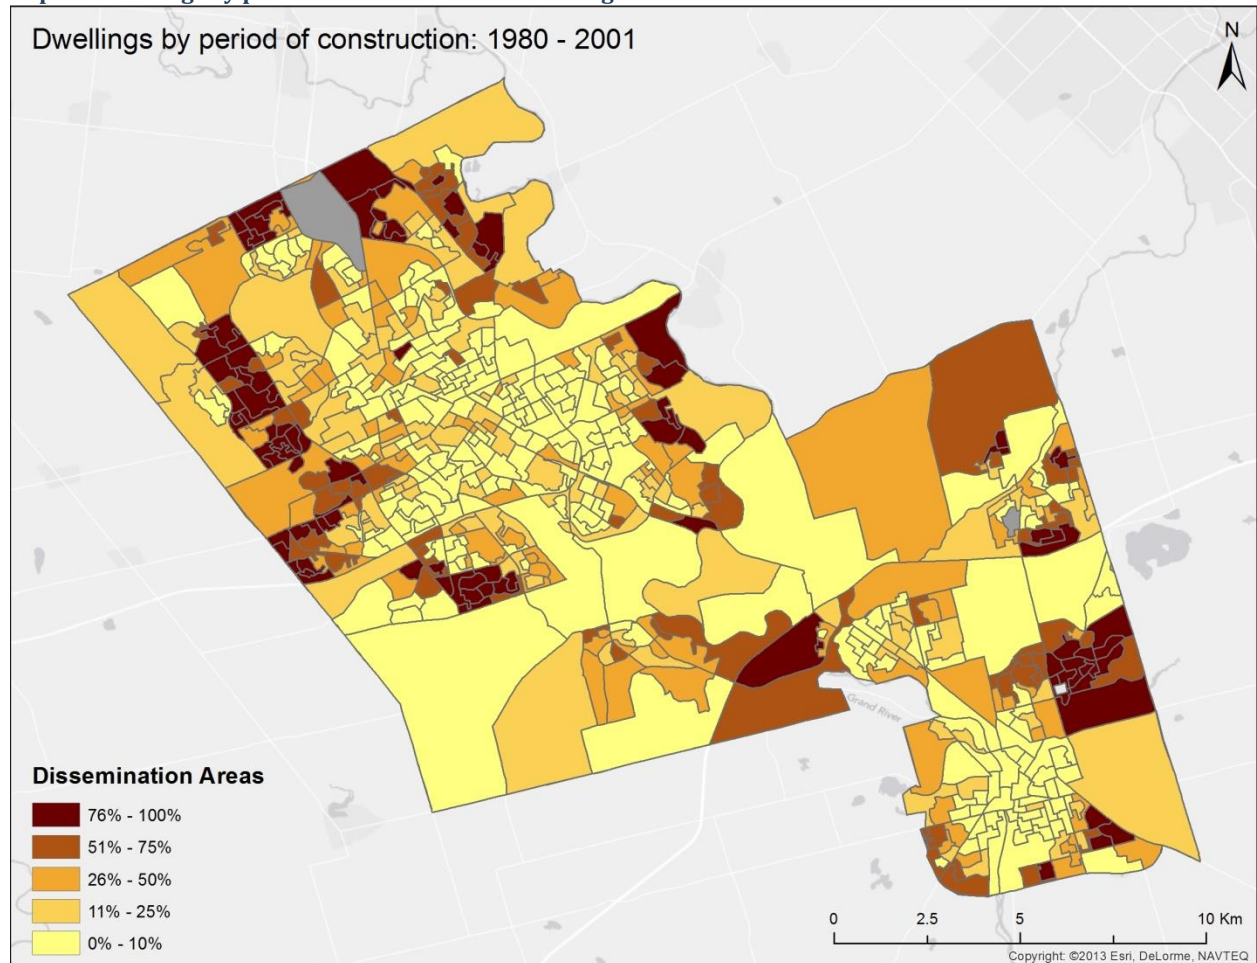 Dwellings by period of construction: 1980 - 2001
N
Grand River
Dissemination Areas
76% - 100%
51% - 75%
26% - 50%
11% - 25%
0% - 10%
0 2.5 5 10 Km
Copyright: ©2013 Esri, DeLorme, NAVTEQ